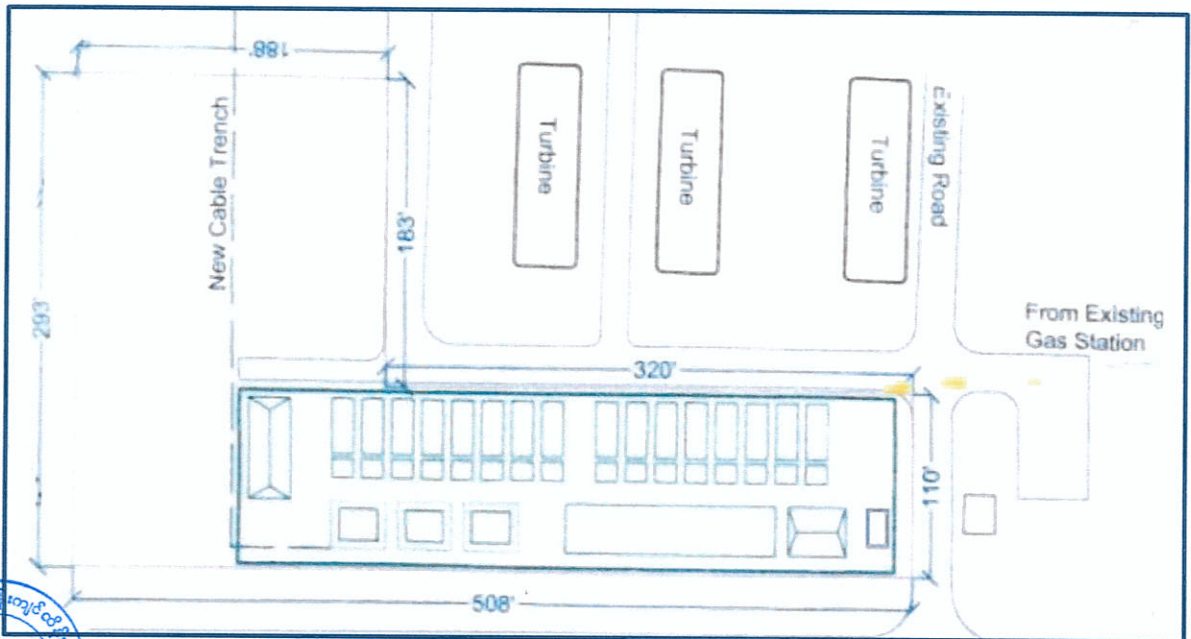 188'
New Cable Trench
293'
183'
Turbine
Turbine
Turbine
Existing Road
From Existing
Gas Station
320'
110'
508'